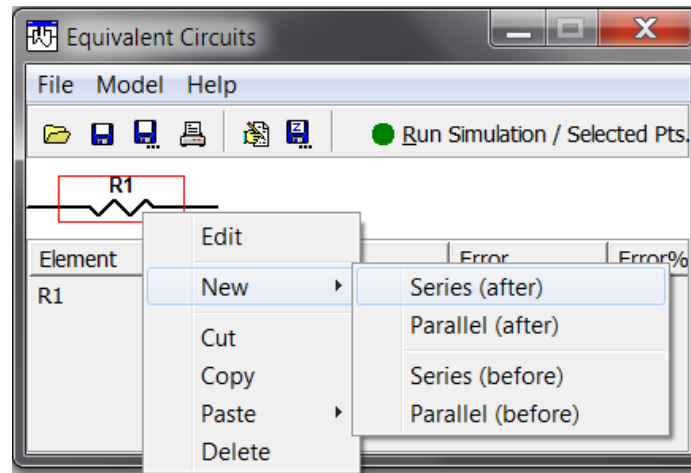 Equivalent Circuits
File Model Help
Run Simulation / Selected Pts.
R1
Element Error Error%
R1
Edit
New
Cut
Copy
Paste
Delete
Series (after)
Parallel (after)
Series (before)
Parallel (before)